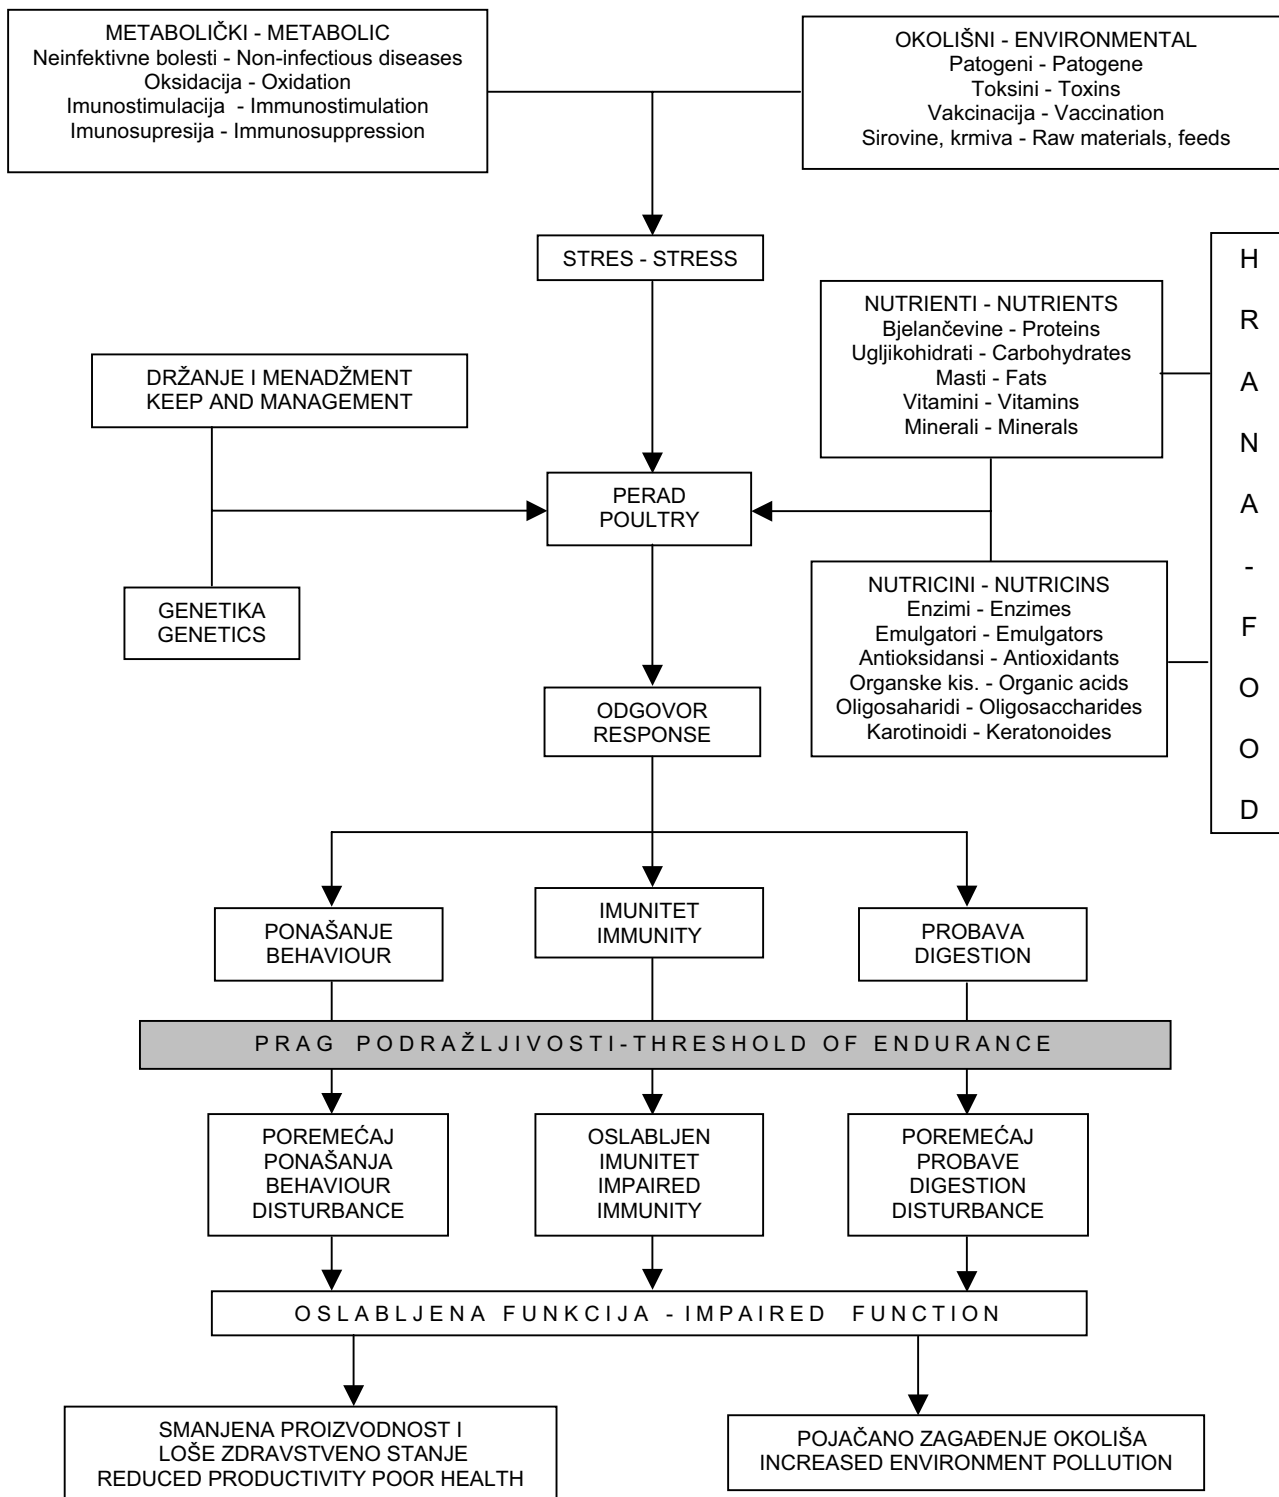 METABOLIČKI - METABOLIC
Neinfektivne bolesti - Non-infectious diseases
Oksidacija - Oxidation
Imunostimulacija - Immunostimulation
Imunosupresija - Immunosuppression
OKOLIŠNI - ENVIRONMENTAL
Patogeni - Patogene
Toksini - Toxins
Vakcinacija - Vaccination
Sirovine, krmiva - Raw materials, feeds
STRES - STRESS
HRANA - FOOD
NUTRIENTI - NUTRIENTS
Bjelančevine - Proteins
Ugljikohidrati - Carbohydrates
Masti - Fats
Vitamini - Vitamins
Minerali - Minerals
DRŽANJE I MENADŽMENT
KEEP AND MANAGEMENT
PERAD
POULTRY
GENETIKA
GENETICS
NUTRICINI - NUTRICINS
Enzimi - Enzimes
Emulgatori - Emulgators
Antioksidansi - Antioxidants
Organske kis. - Organic acids
Oligosaharidi - Oligosaccharides
Karotinoidi - Keratonoides
ODGOVOR
RESPONSE
PONAŠANJE
BEHAVIOUR
IMUNITET
IMMUNITY
PROBAVA
DIGESTION
PRAG PODRAŽLJIVOSTI-THRESHOLD OF ENDURANCE
POREMEĆAJ
PONAŠANJA
BEHAVIOUR
DISTURBANCE
OSLABLJEN
IMUNITET
IMPAIRED
IMMUNITY
POREMEĆAJ
PROBAVE
DIGESTION
DISTURBANCE
OSLABLJENA FUNKCIJA - IMPAIRED FUNCTION
SMANJENA PROIZVODNOST I
LOŠE ZDRAVSTVENO STANJE
REDUCED PRODUCTIVITY POOR HEALTH
POJAČANO ZAGAĐENJE OKOLIŠA
INCREASED ENVIRONMENT POLLUTION